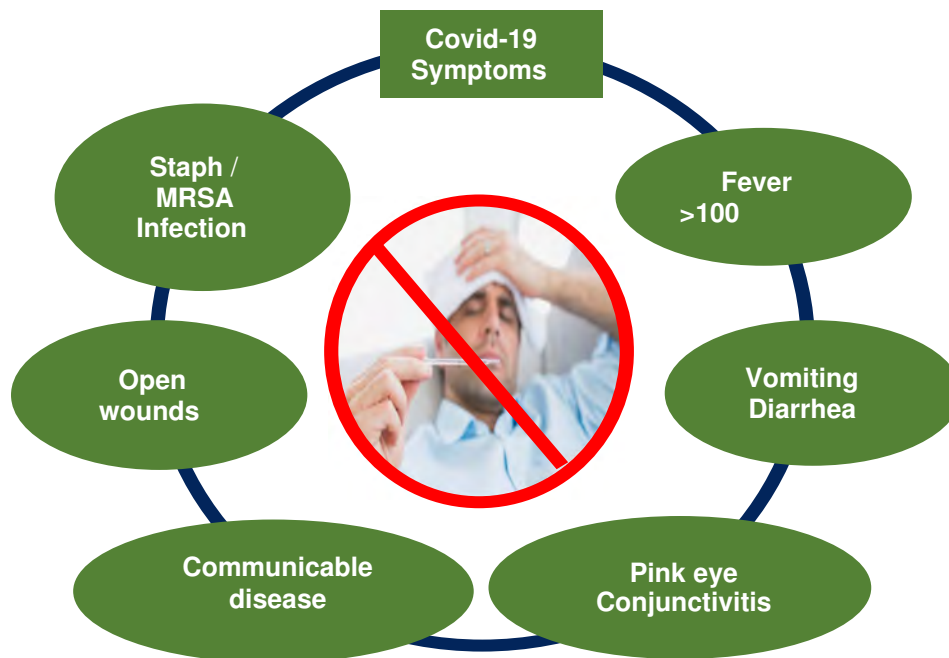 Covid-19
Symptoms
Fever
>100
Vomiting
Diarrhea
Pink eye
Conjunctivitis
Communicable
disease
Open
wounds
Staph /
MRSA
Infection